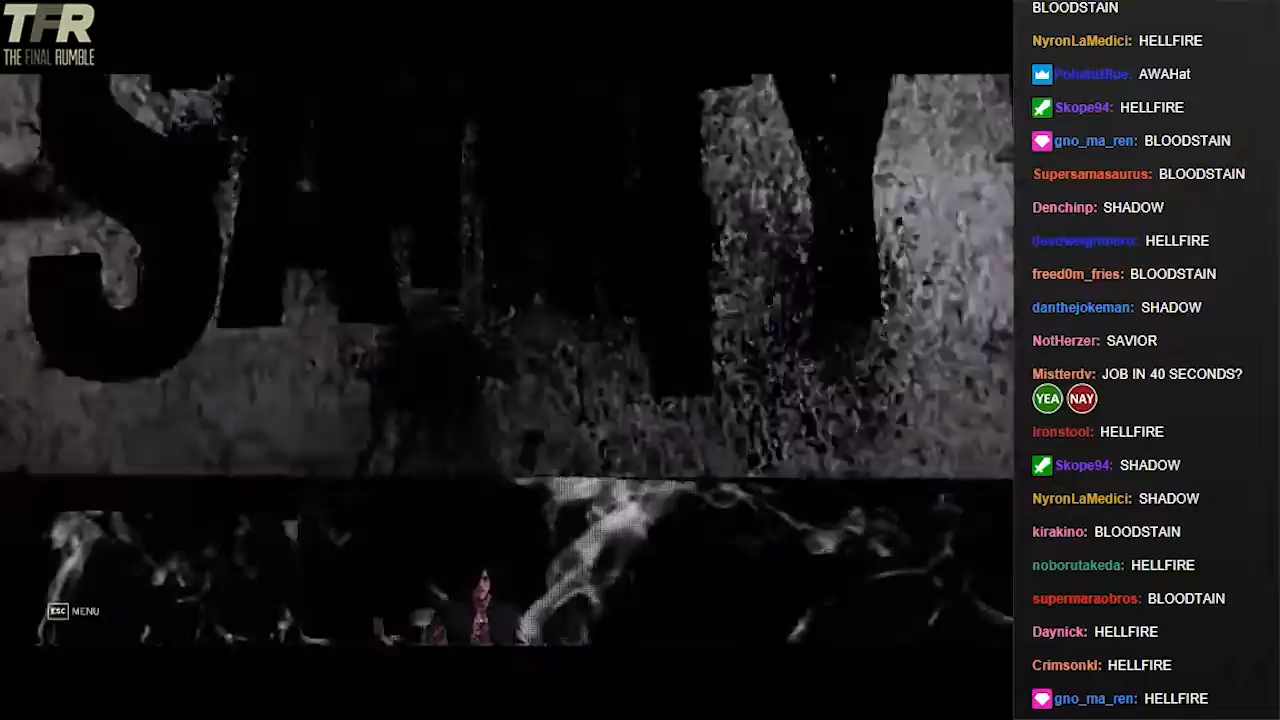 TFR
THE FINAL RUMBLE
ESC MENU
BLOODSTAIN
NyronLaMedici: HELLFIRE
PohatuBlue: AWAHat
Skope94: HELLFIRE
gno_ma_ren: BLOODSTAIN
Supersamasaurus: BLOODSTAIN
Denchinp: SHADOW
HELLFIRE
freed0m_fries: BLOODSTAIN
danthejokeman: SHADOW
NotHerzer: SAVIOR
Mistterdv: JOB IN 40 SECONDS?
YEA NAY
Ironstool: HELLFIRE
Skope94: SHADOW
NyronLaMedici: SHADOW
kirakino: BLOODSTAIN
noborutakeda: HELLFIRE
supermaraobros: BLOODTAIN
Daynick: HELLFIRE
Crimsonkl: HELLFIRE
gno_ma_ren: HELLFIRE